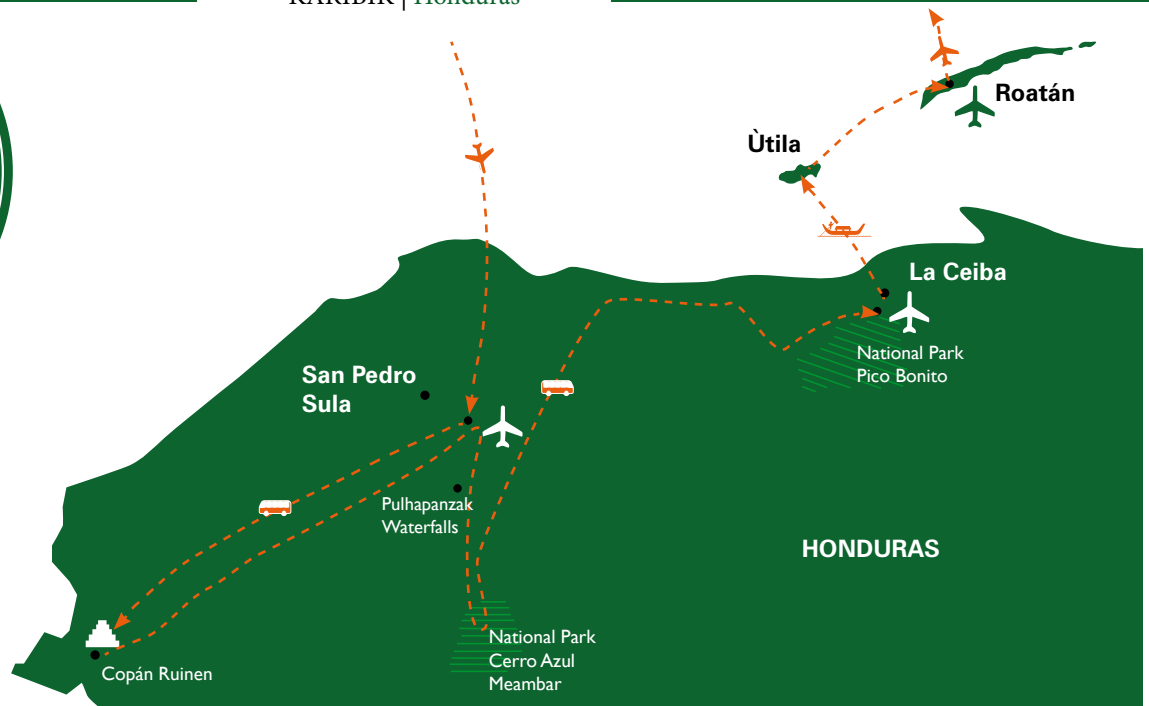 KARIBIK | Honduras
Roatán
Ùtila
La Ceiba
National Park
Pico Bonito
San Pedro
Sula
Pulhapanzak
Waterfalls
HONDURAS
National Park
Cerro Azul
Meambar
Copán Ruinen